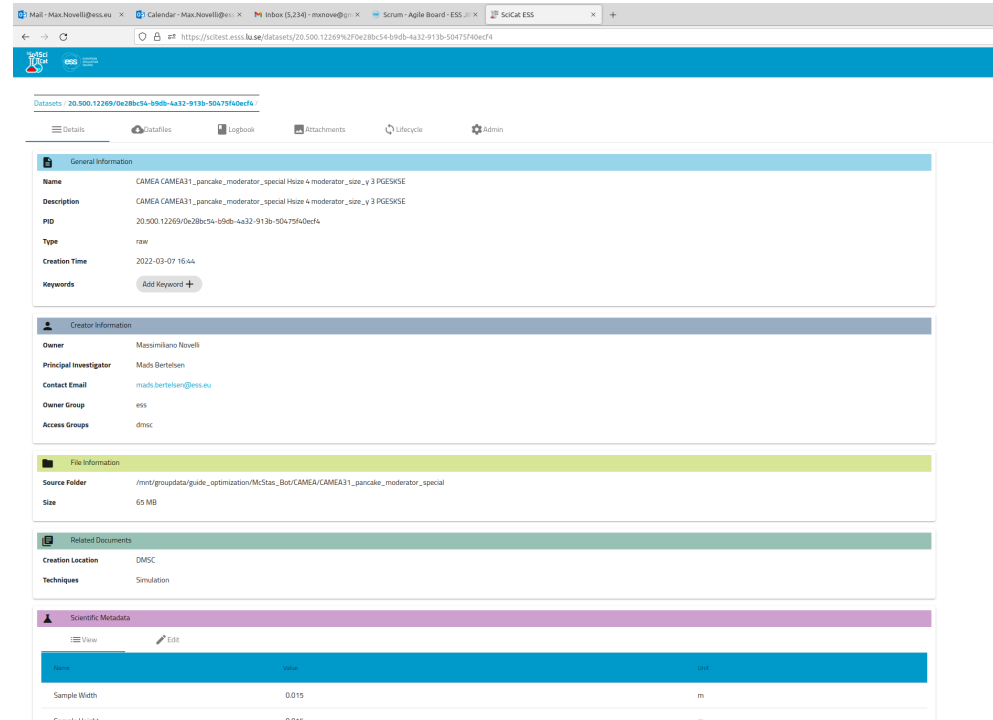 Mail - Max.Novelli@ess.eu
Calendar - Max.Novelli@es
Inbox (5,234) - mxnove@gm
Scrum - Agile Board - ESS
SciCat ESS
https://scitest.esss.lu.se/datasets/20.500.12269%2F0e28bc54-b9db-4a32-913b-50475f40ecf4
ess
Datasets / 20.500.12269/0e28bc54-b9db-4a32-913b-50475f40ecf4 /
Details Datafiles Logbook Attachments Lifecycle Admin
General Information
Name CAMEA CAMEA31_pancake_moderator_special Hsize 4 moderator_size_y 3 PGESKSE
Description CAMEA CAMEA31_pancake_moderator_special Hsize 4 moderator_size_y 3 PGESKSE
PID 20.500.12269/0e28bc54-b9db-4a32-913b-50475f40ecf4
Type raw
Creation Time 2022-03-07 16:44
Keywords Add Keyword +
Creator Information
Owner Massimiliano Novelli
Principal Investigator Mads Bertelsen
Contact Email mads.bertelsen@ess.eu
Owner Group ess
Access Groups dmsc
File Information
Source Folder /mnt/groupdata/guide_optimization/McStas_Bot/CAMEA/CAMEA31_pancake_moderator_special
Size 65 MB
Related Documents
Creation Location DMSC
Techniques Simulation
Scientific Metadata
View Edit
Name Value Unit
Sample Width 0.015 m